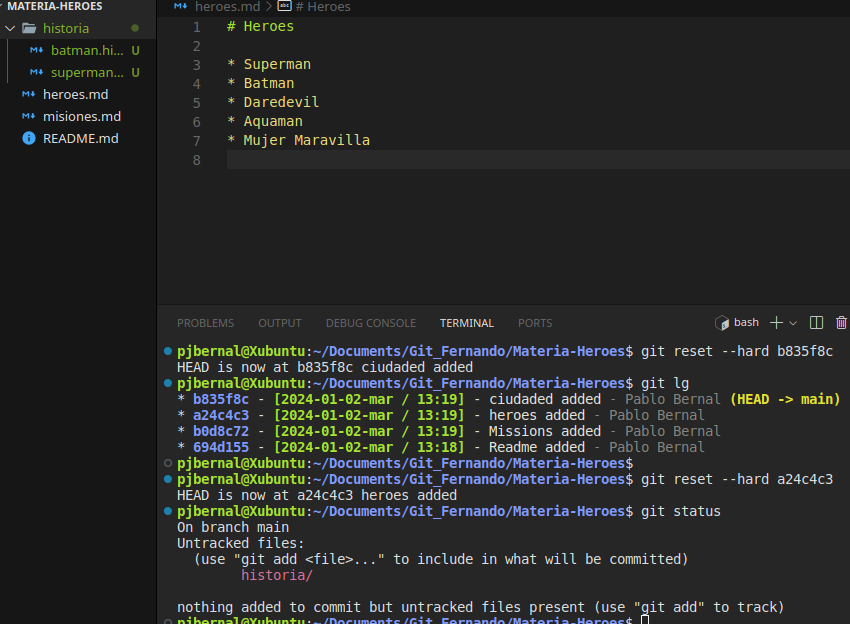 MATERIA-HEROES
historia
batman.hi... U
superman... U
heroes.md
misiones.md
README.md
heroes.md > # Heroes
1 # Heroes
2
3 * Superman
4 * Batman
5 * Daredevil
6 * Aquaman
7 * Mujer Maravilla
8
PROBLEMS OUTPUT DEBUG CONSOLE TERMINAL PORTS bash
pjbernal@Xubuntu:~/Documents/Git_Fernando/Materia-Heroes$ git reset --hard b835f8c
HEAD is now at b835f8c ciudaded added
pjbernal@Xubuntu:~/Documents/Git_Fernando/Materia-Heroes$ git lg
* b835f8c - [2024-01-02-mar / 13:19] - ciudaded added - Pablo Bernal (HEAD -> main)
* a24c4c3 - [2024-01-02-mar / 13:19] - heroes added - Pablo Bernal
* b0d8c72 - [2024-01-02-mar / 13:19] - Missions added - Pablo Bernal
* 694d155 - [2024-01-02-mar / 13:18] - Readme added - Pablo Bernal
pjbernal@Xubuntu:~/Documents/Git_Fernando/Materia-Heroes$
pjbernal@Xubuntu:~/Documents/Git_Fernando/Materia-Heroes$ git reset --hard a24c4c3
HEAD is now at a24c4c3 heroes added
pjbernal@Xubuntu:~/Documents/Git_Fernando/Materia-Heroes$ git status
On branch main
Untracked files:
(use "git add <file>..." to include in what will be committed)
historia/
nothing added to commit but untracked files present (use "git add" to track)
pjbernal@Xubuntu:~/Documents/Git_Fernando/Materia-Heroes$